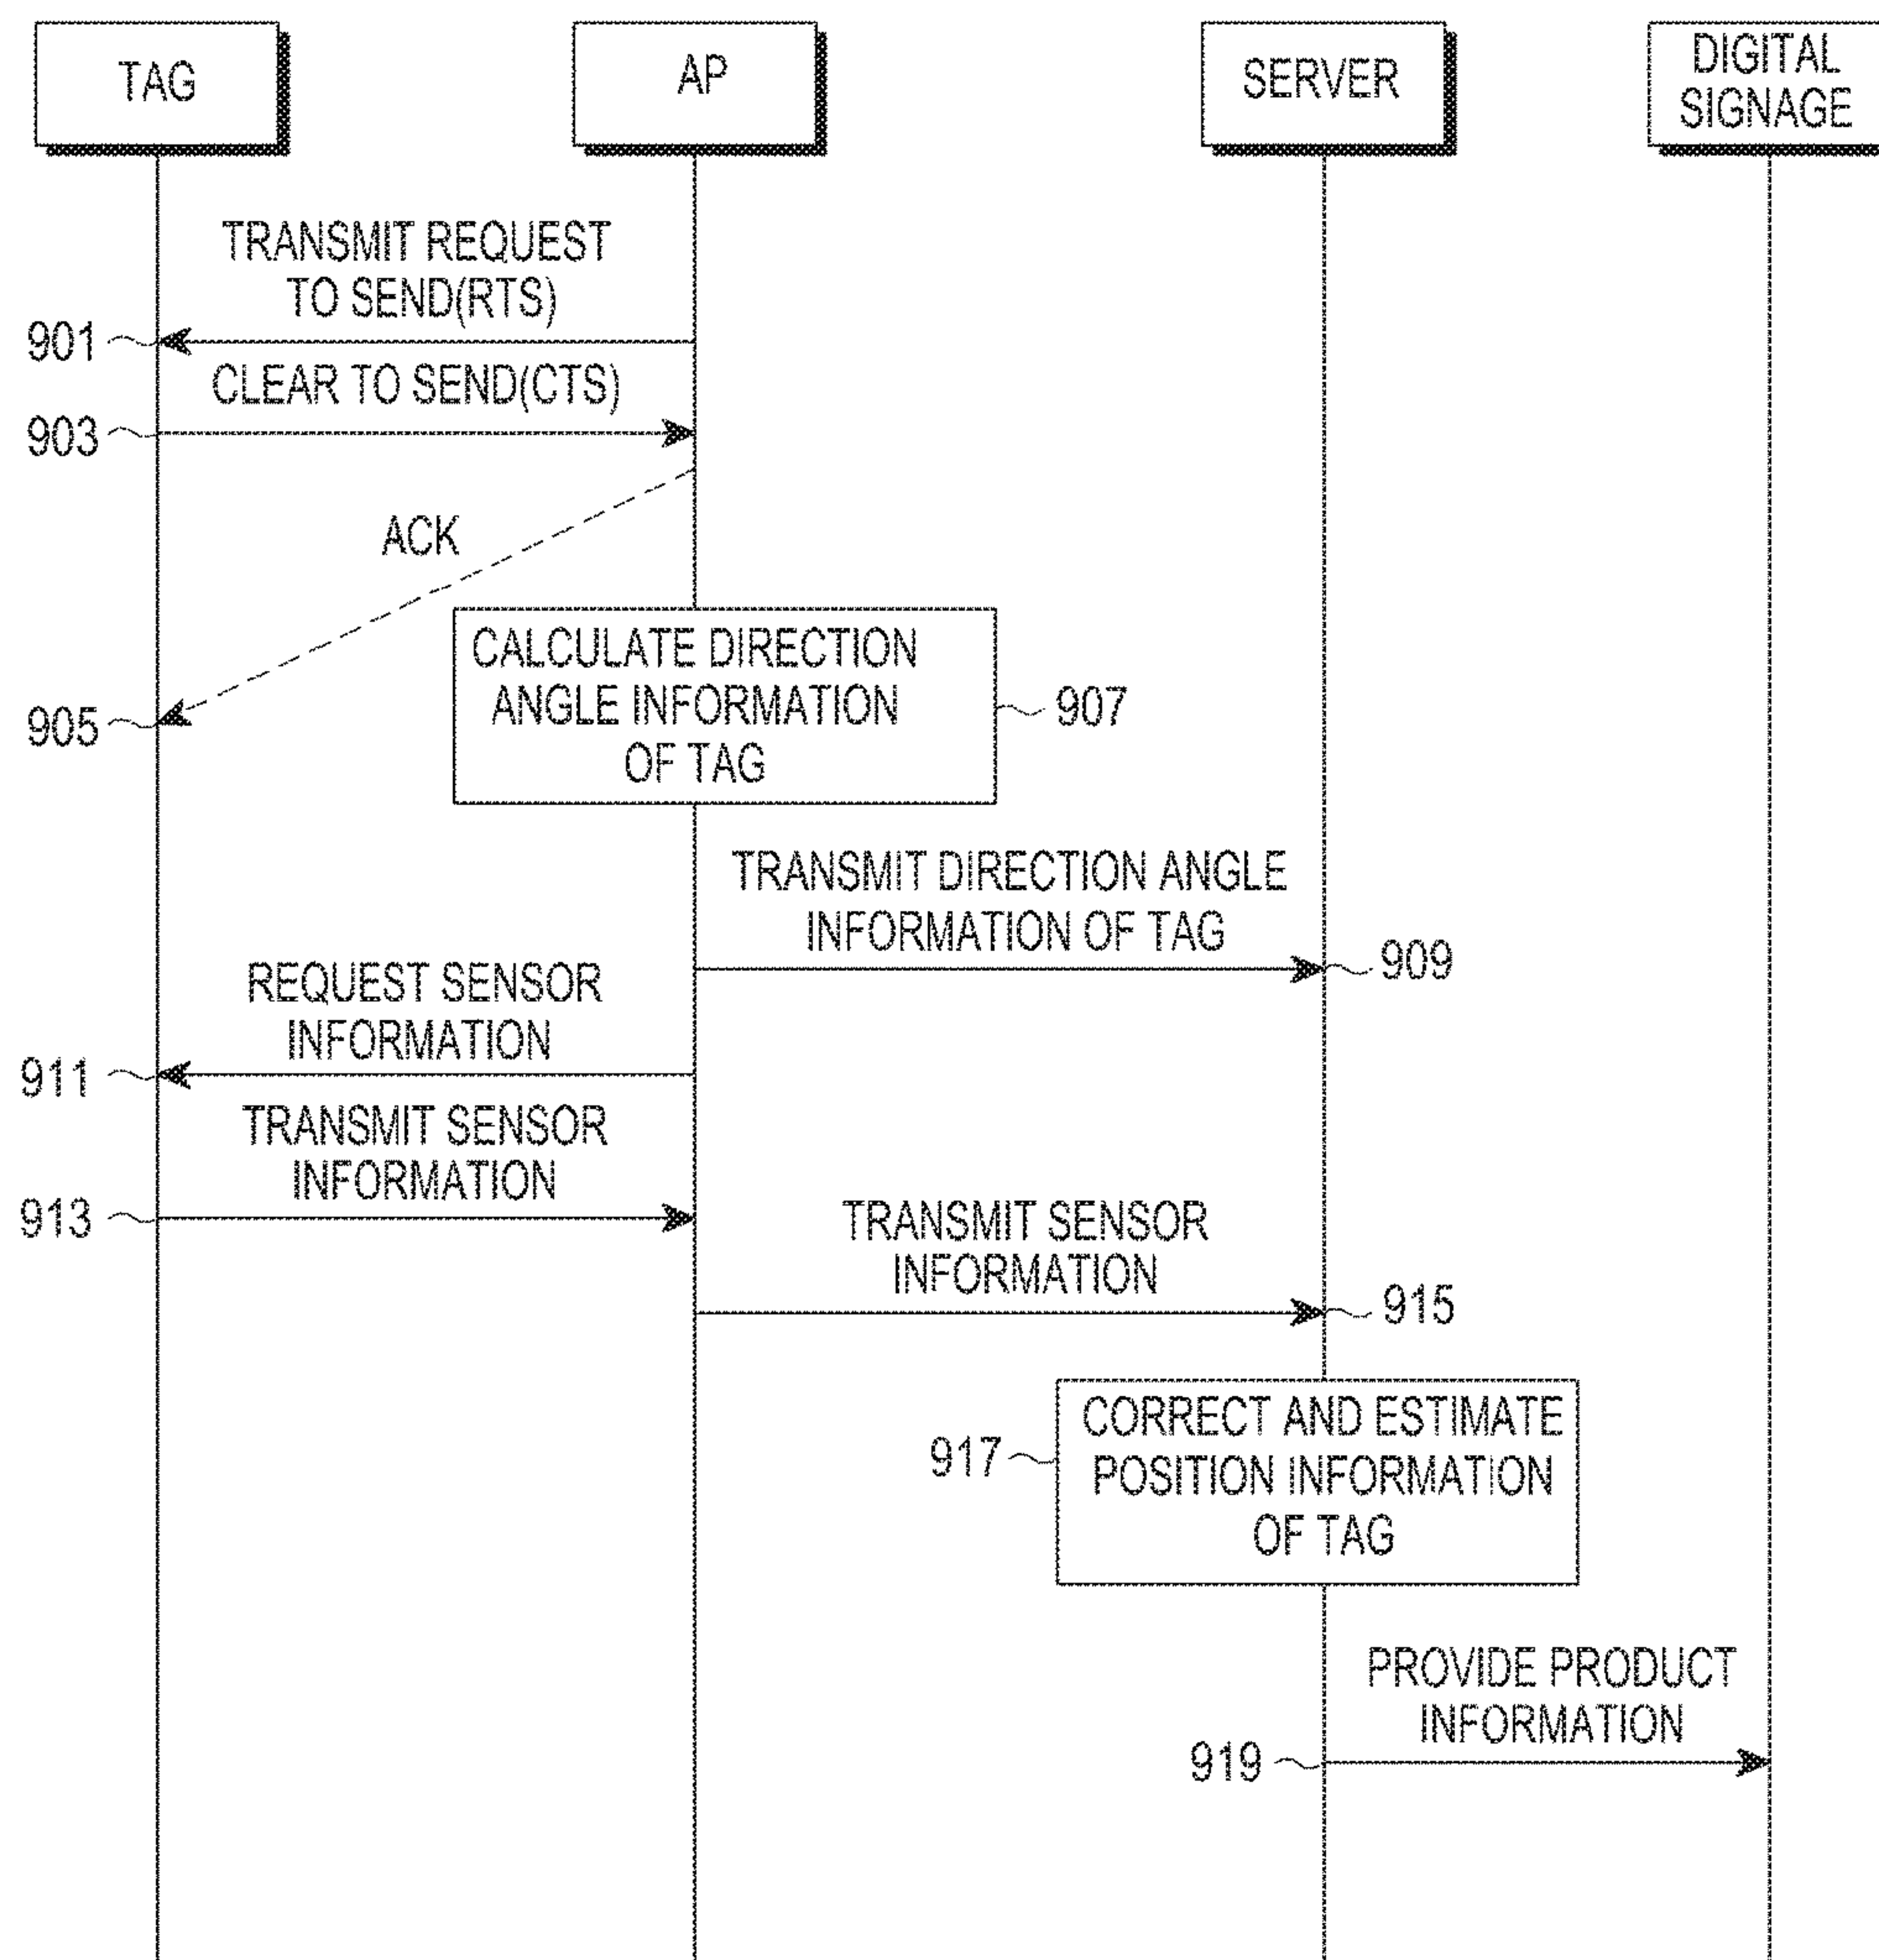 TAG
AP
SERVER
DIGITAL
SIGNAGE
TRANSMIT REQUEST
TO SEND(RTS)
901
CLEAR TO SEND(CTS)
903
ACK
905
CALCULATE DIRECTION
ANGLE INFORMATION
OF TAG
907
TRANSMIT DIRECTION ANGLE
INFORMATION OF TAG
909
REQUEST SENSOR
INFORMATION
911
TRANSMIT SENSOR
INFORMATION
913
TRANSMIT SENSOR
INFORMATION
915
CORRECT AND ESTIMATE
POSITION INFORMATION
OF TAG
917
PROVIDE PRODUCT
INFORMATION
919